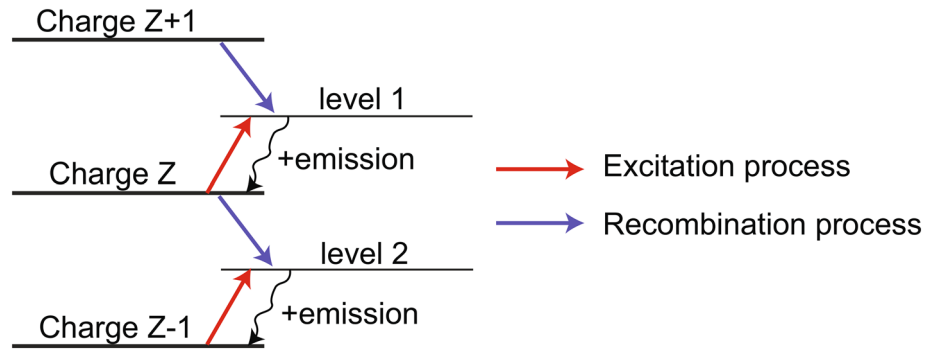 Charge Z+1
level 1
+emission
Charge Z
Excitation process
Recombination process
level 2
+emission
Charge Z-1